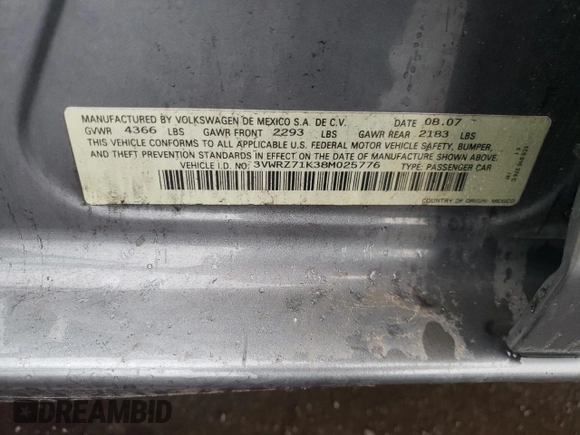 MANUFACTURED BY VOLKSWAGEN DE MEXICO S.A. DE C.V. DATE 08.07
GVWR 4366 LBS GAWR FRONT 2293 LBS GAWR REAR 2183 LBS
THIS VEHICLE CONFORMS TO ALL APPLICABLE U.S. FEDERAL MOTOR VEHICLE SAFETY, BUMPER,
AND THEFT PREVENTION STANDARDS IN EFFECT ON THE DATE OF MANUFACTURE SHOWN ABOVE.
VEHICLE I.D. NO.: 3VWRZ71K38M025776 TYPE: PASSENGER CAR
COUNTRY OF ORIGIN: MEXICO
DREAMBID